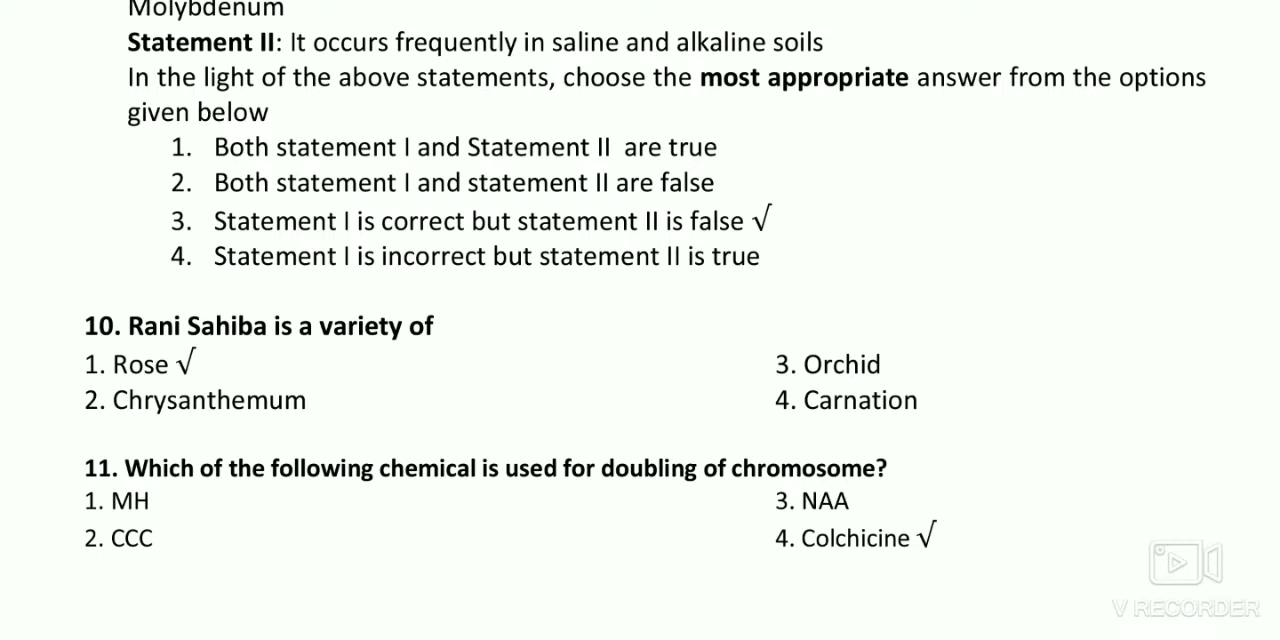 Molybdenum
Statement II: It occurs frequently in saline and alkaline soils
In the light of the above statements, choose the most appropriate answer from the options
given below
1. Both statement I and Statement II are true
2. Both statement I and statement II are false
3. Statement I is correct but statement II is false √
4. Statement I is incorrect but statement II is true
10. Rani Sahiba is a variety of
1. Rose √ 3. Orchid
2. Chrysanthemum 4. Carnation
11. Which of the following chemical is used for doubling of chromosome?
1. MH 3. NAA
2. CCC 4. Colchicine √
V RECORDER